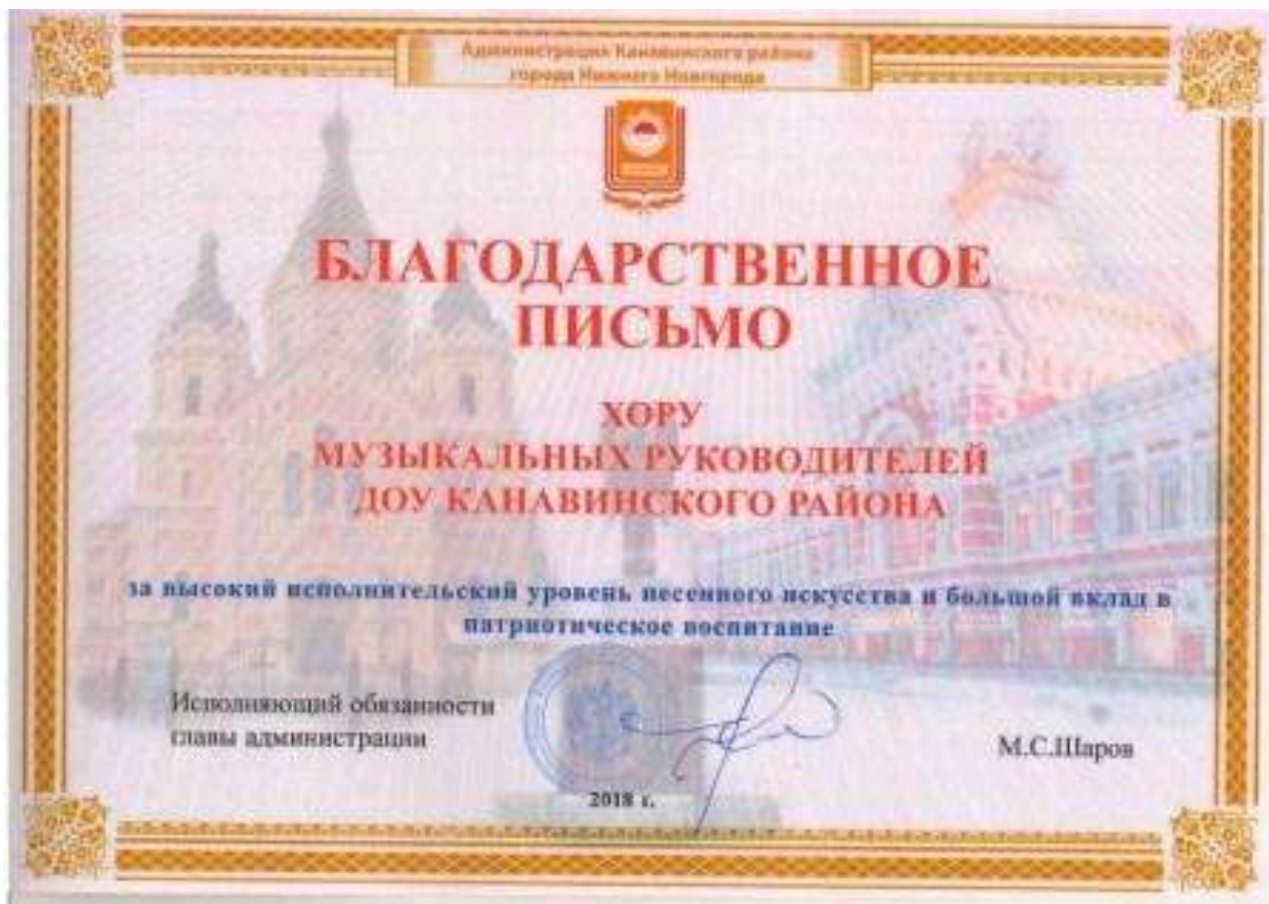 Администрация Канавинского района
города Нижнего Новгорода
БЛАГОДАРСТВЕННОЕ
ПИСЬМО
ХОРУ
МУЗЫКАЛЬНЫХ РУКОВОДИТЕЛЕЙ
ДОУ КАНАВИНСКОГО РАЙОНА
за высокий исполнительский уровень песенного искусства и большой вклад в
патриотическое воспитание
Исполняющий обязанности
главы администрации
М.С.Шаров
2018 г.